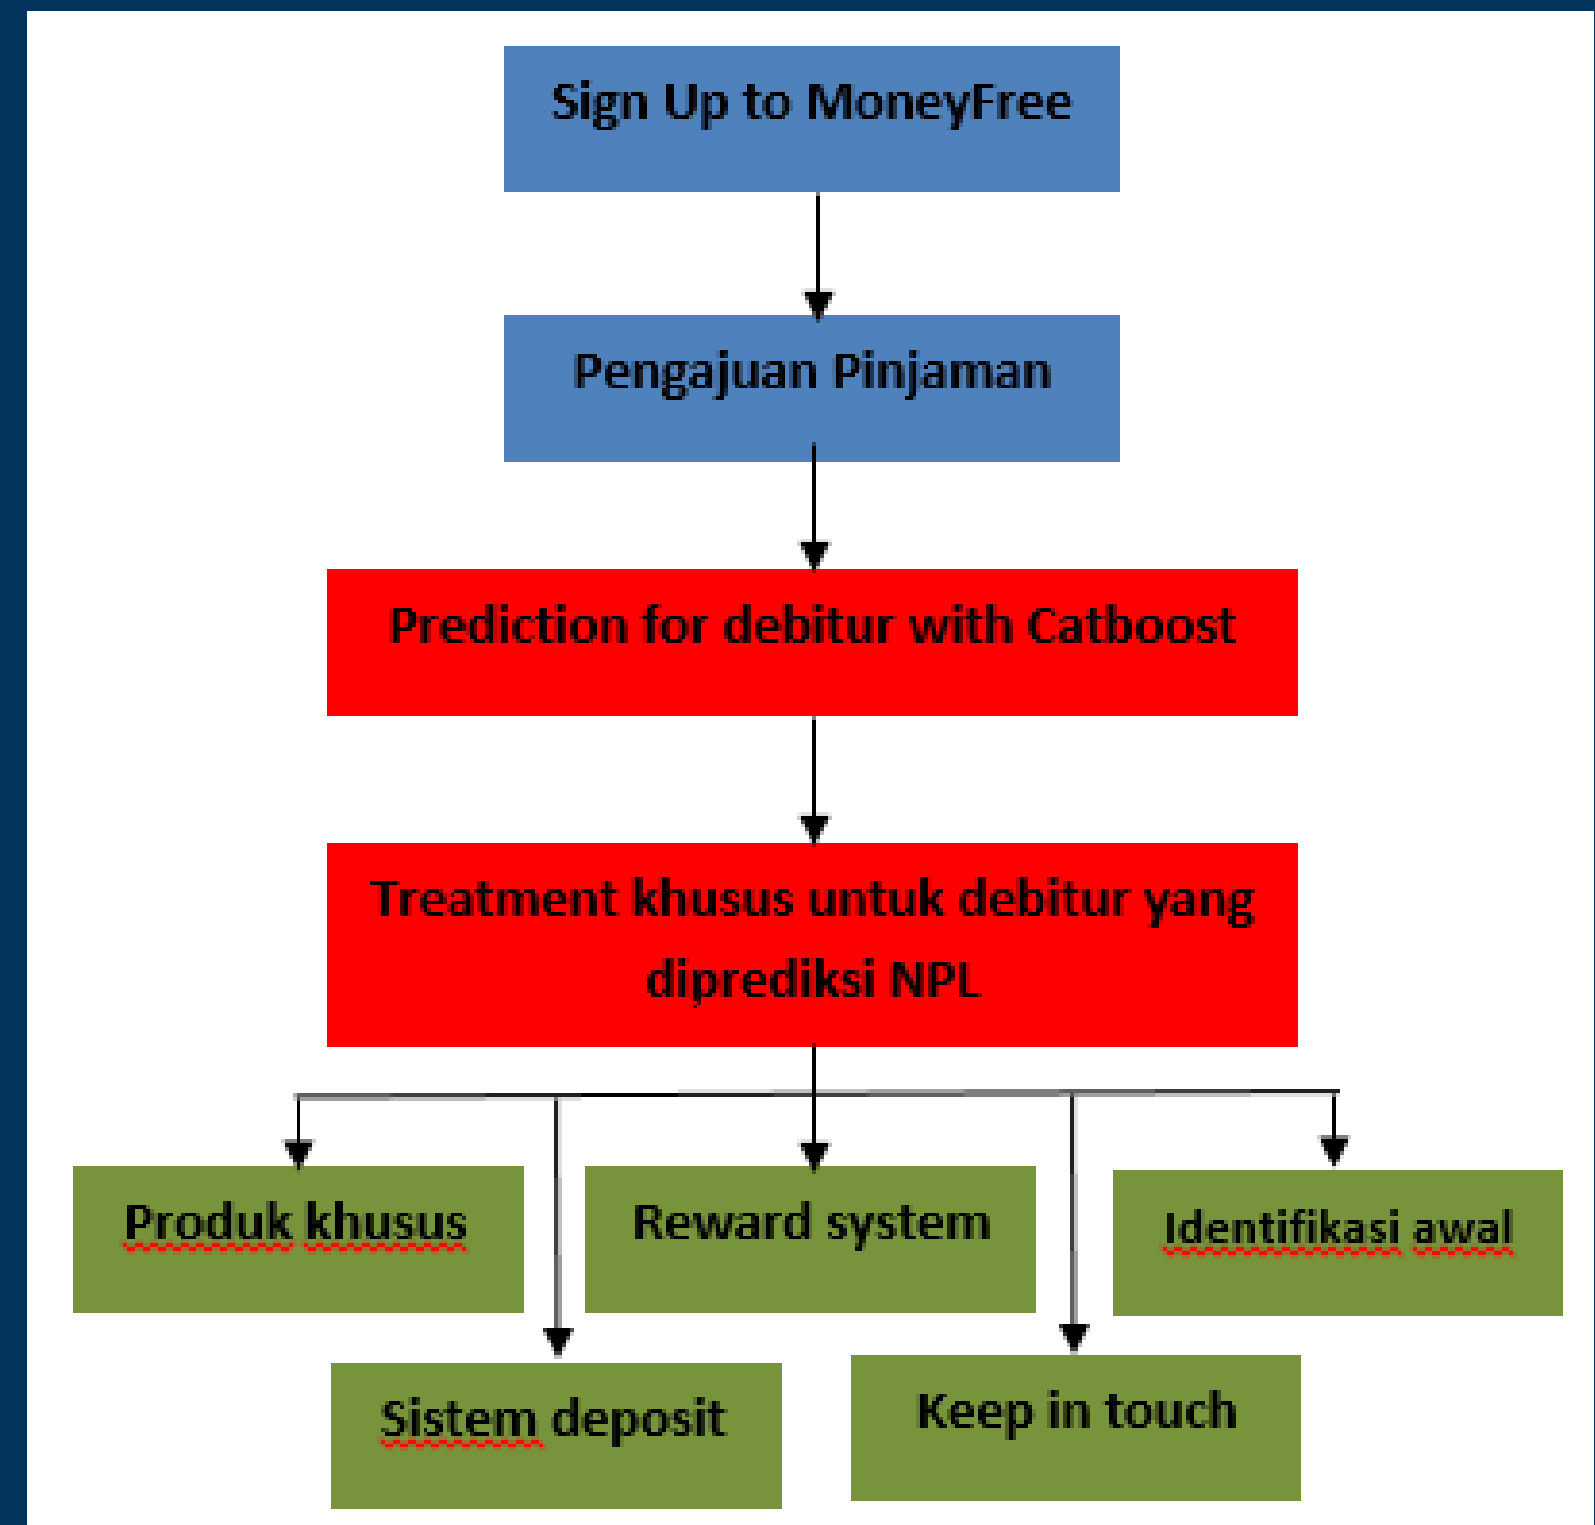 Sign Up to MoneyFree
Pengajuan Pinjaman
Prediction for debitur with Catboost
Treatment khusus untuk debitur yang
diprediksi NPL
Produk khusus
Reward system
Identifikasi awal
Sistem deposit
Keep in touch